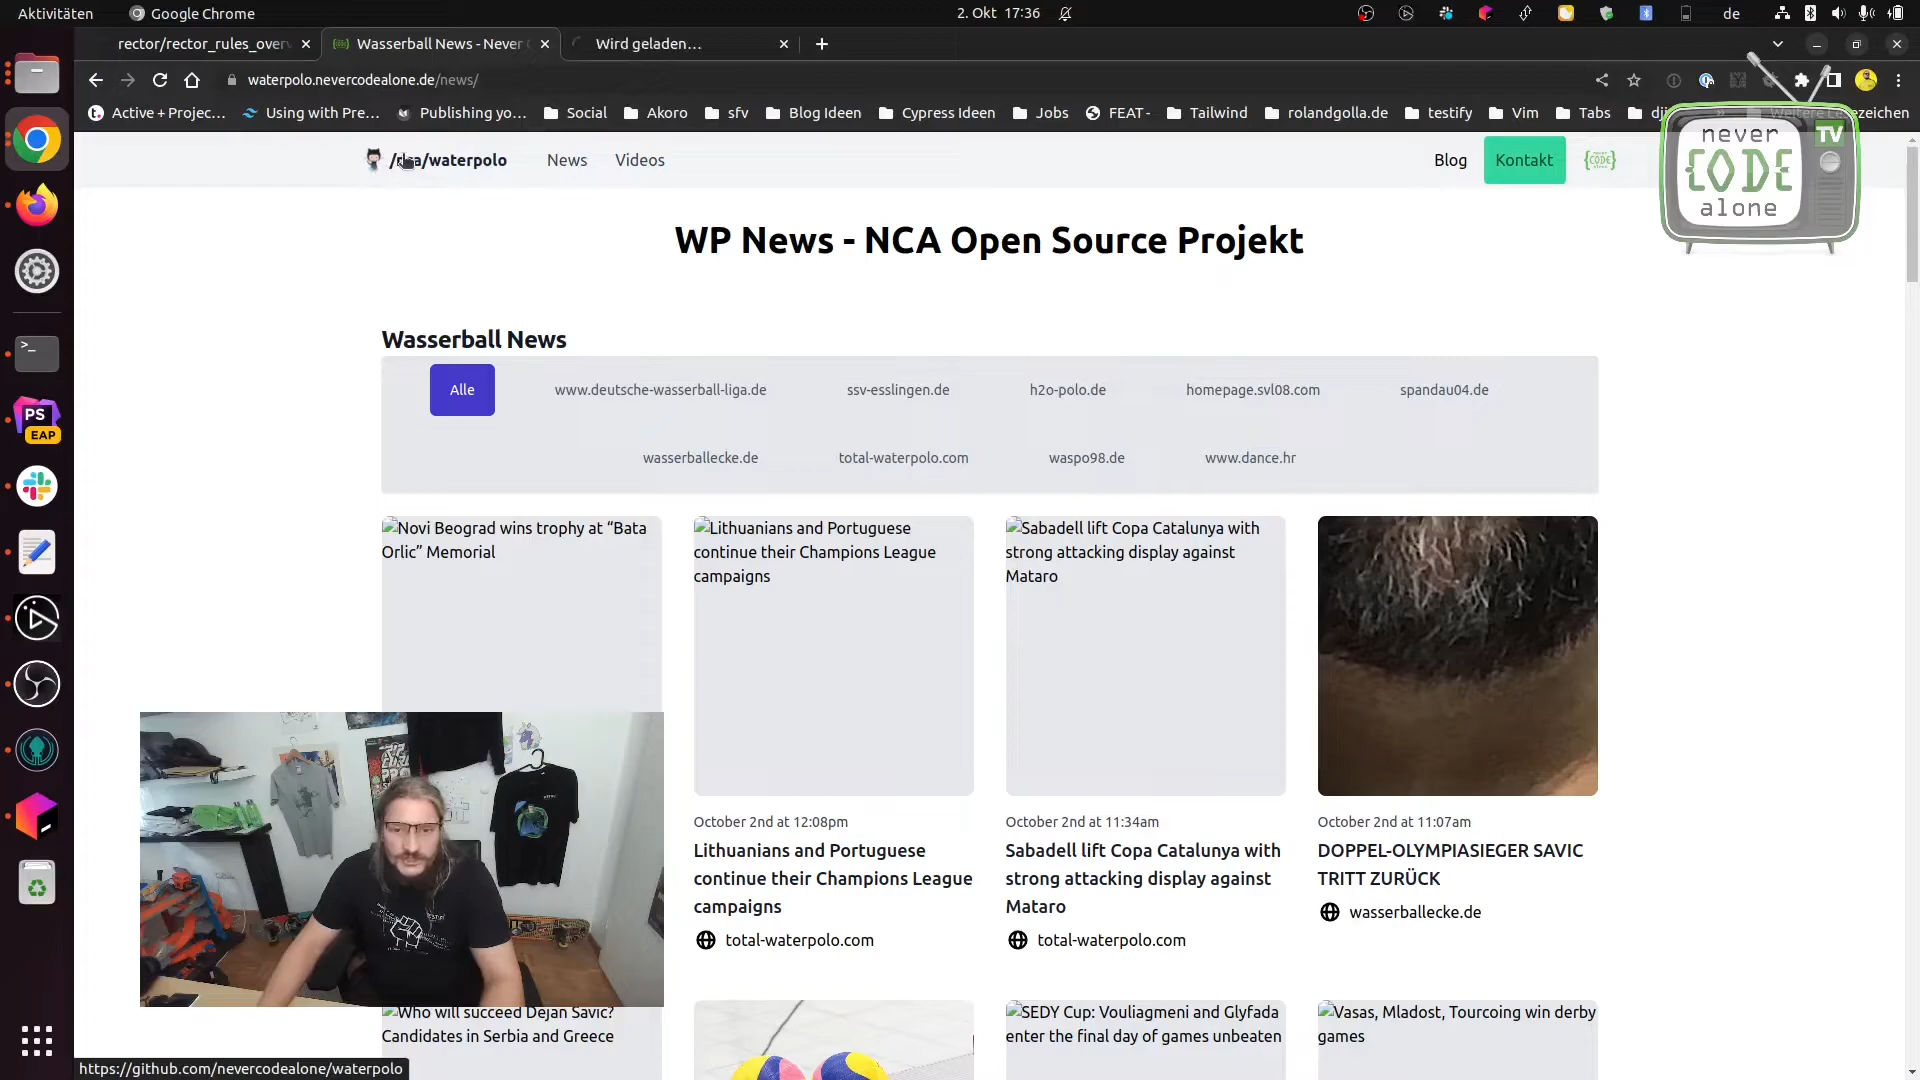 Aktivitäten
Google Chrome
2. Okt 17:36
de
rector/rector_rules_over
Wasserball News - Never
Wird geladen…
waterpolo.nevercodealone.de/news/
Active + Projec…
Using with Pre…
Publishing yo…
Social
Akoro
sfv
Blog Ideen
Cypress Ideen
Jobs
FEAT-
Tailwind
rolandgolla.de
testify
Vim
Tabs
Weitere Lesezeichen
never
TV
{CODE}
alone
/nca/waterpolo
News
Videos
Blog
Kontakt
{CODE}
WP News - NCA Open Source Projekt
Wasserball News
Alle
www.deutsche-wasserball-liga.de
ssv-esslingen.de
h2o-polo.de
homepage.svl08.com
spandau04.de
wasserballecke.de
total-waterpolo.com
waspo98.de
www.dance.hr
Novi Beograd wins trophy at “Bata
Orlic” Memorial
Lithuanians and Portuguese
continue their Champions League
campaigns
Sabadell lift Copa Catalunya with
strong attacking display against
Mataro
October 2nd at 12:08pm
Lithuanians and Portuguese
continue their Champions League
campaigns
total-waterpolo.com
October 2nd at 11:34am
Sabadell lift Copa Catalunya with
strong attacking display against
Mataro
total-waterpolo.com
October 2nd at 11:07am
DOPPEL-OLYMPIASIEGER SAVIC
TRITT ZURÜCK
wasserballecke.de
Who will succeed Dejan Savic?
Candidates in Serbia and Greece
SEDY Cup: Vouliagmeni and Glyfada
enter the final day of games unbeaten
Vasas, Mladost, Tourcoing win derby
games
PS
EAP
https://github.com/nevercodealone/waterpolo